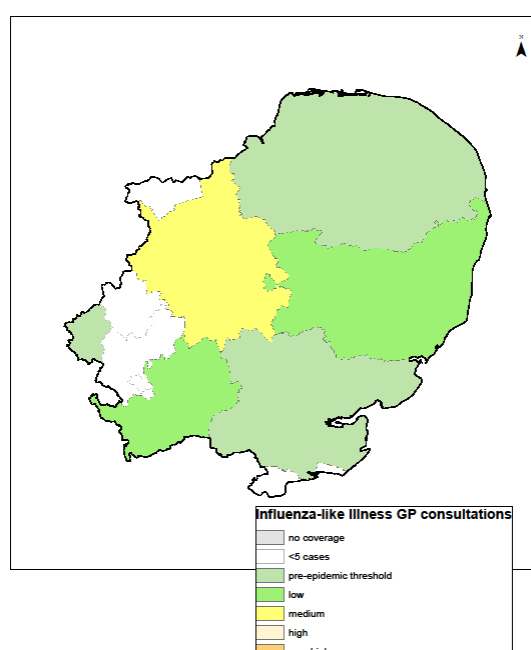 N
Influenza-like Illness GP consultations
no coverage
<5 cases
pre-epidemic threshold
low
medium
high